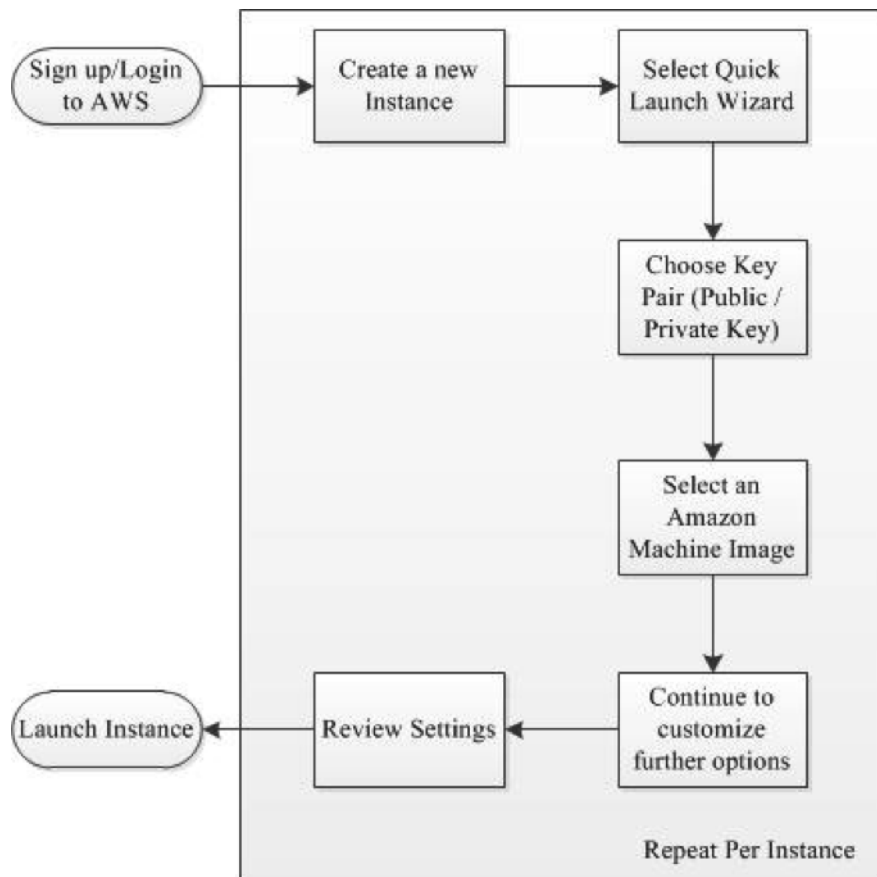 Sign up/Login
to AWS
Create a new
Instance
Select Quick
Launch Wizard
Choose Key
Pair (Public /
Private Key)
Select an
Amazon
Machine Image
Continue to
customize
further options
Review Settings
Launch Instance
Repeat Per Instance